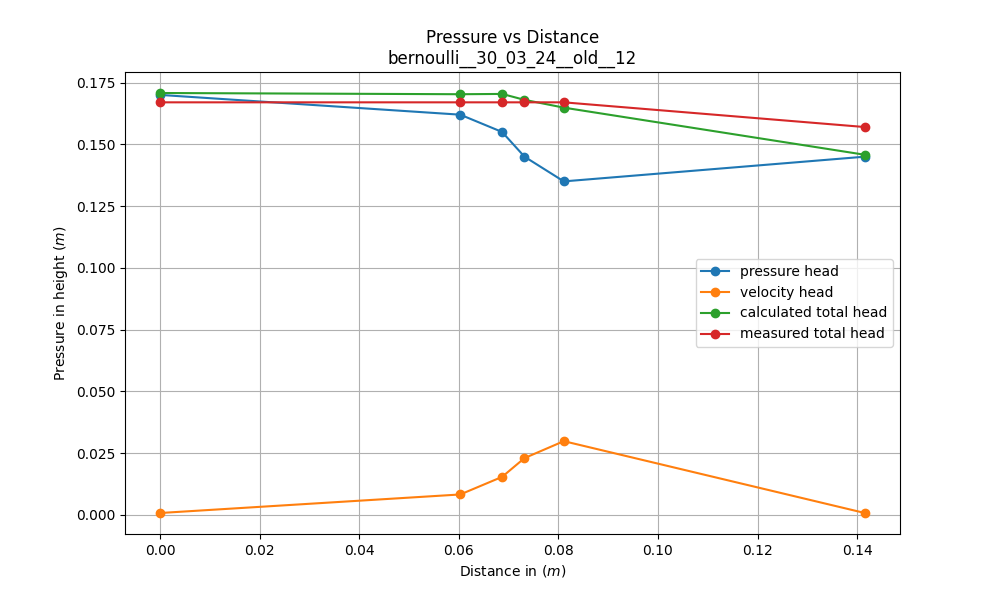 Pressure vs Distance
bernoulli__30_03_24__old__12
Pressure in height (m)
0.175
0.150
0.125
0.100
0.075
0.050
0.025
0.000
pressure head
velocity head
calculated total head
measured total head
0.00 0.02 0.04 0.06 0.08 0.10 0.12 0.14
Distance in (m)